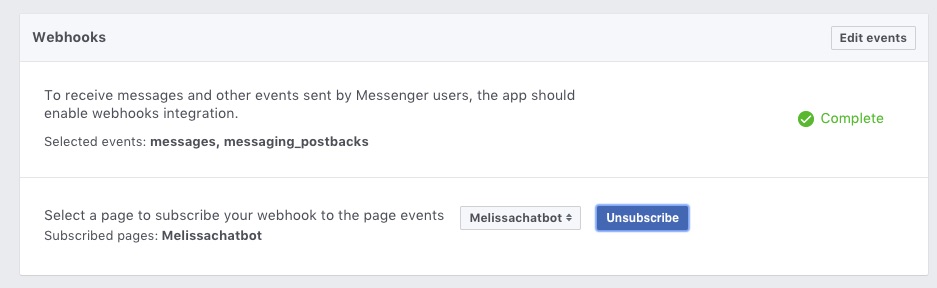 Webhooks
Edit events
To receive messages and other events sent by Messenger users, the app should
enable webhooks integration.
Complete
Selected events: messages, messaging_postbacks
Select a page to subscribe your webhook to the page events
Melissachatbot
Unsubscribe
Subscribed pages: Melissachatbot